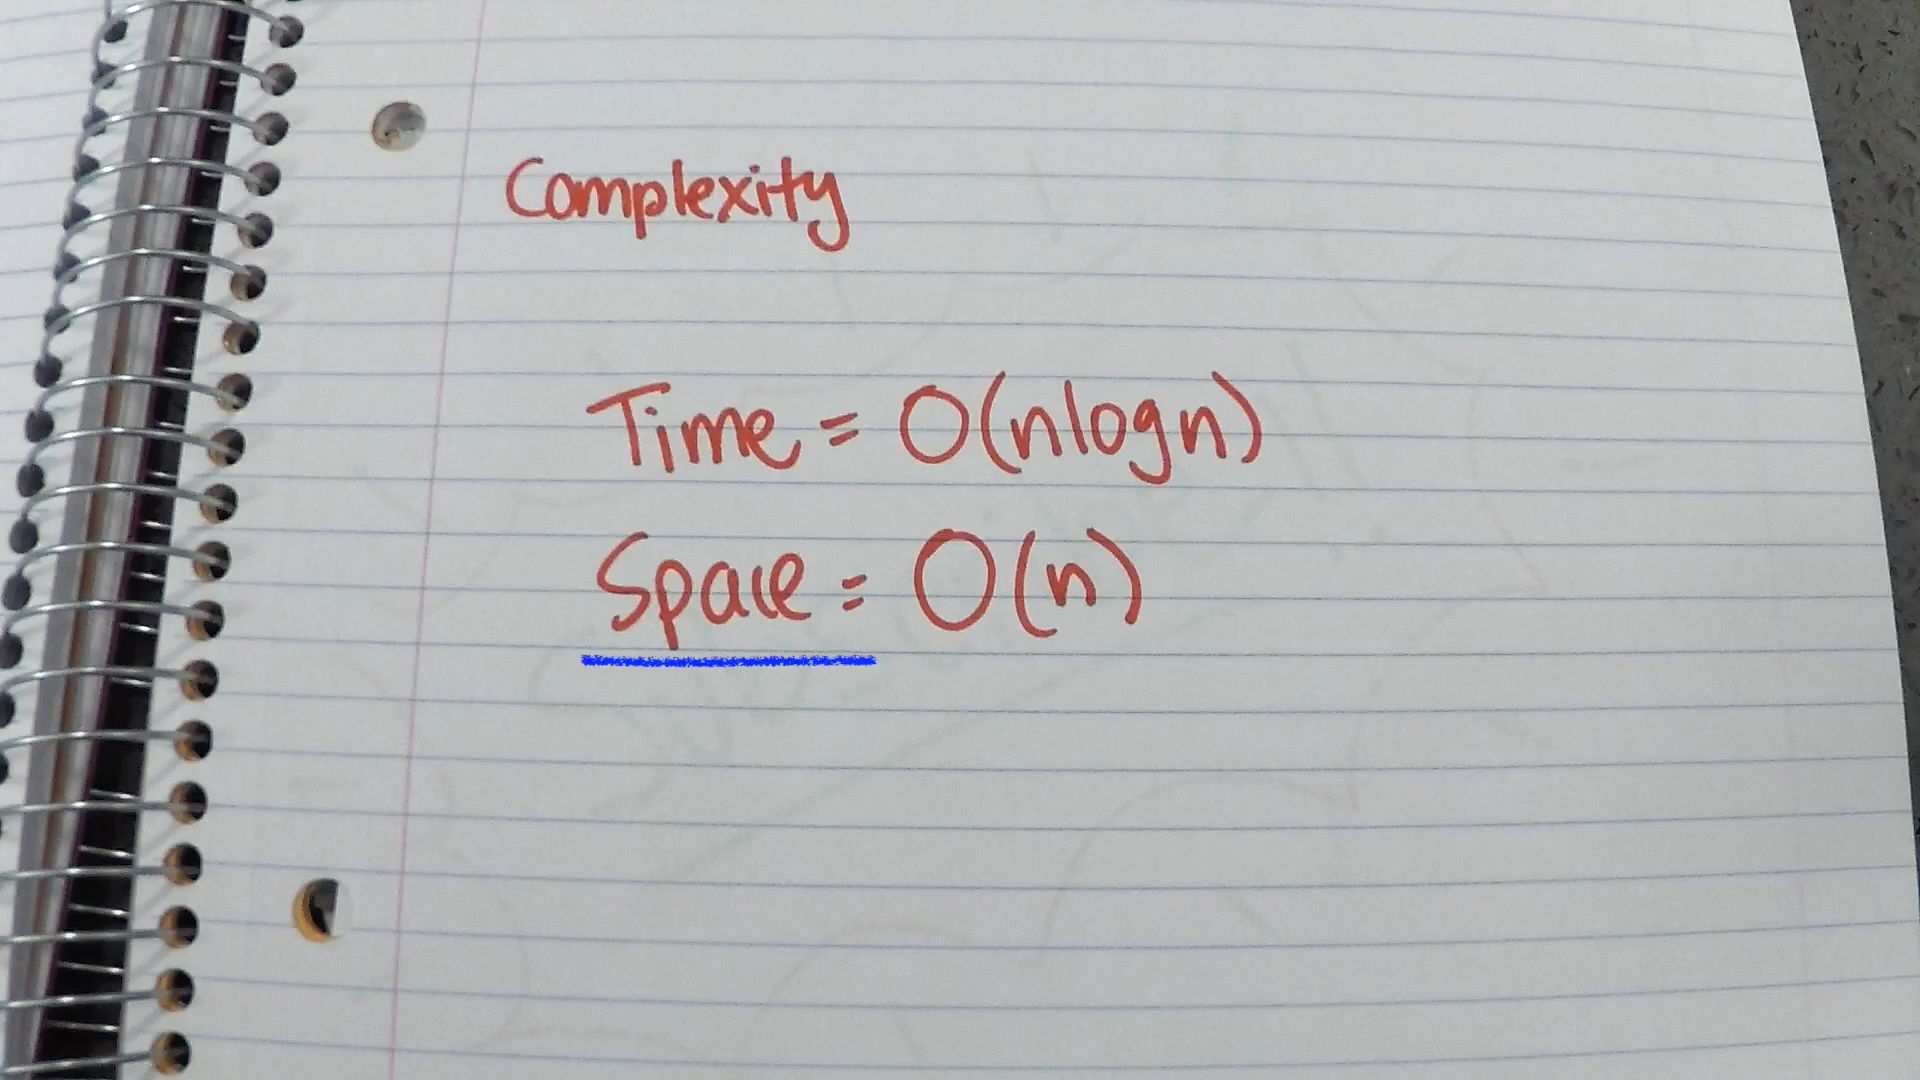 Complexity
Time = O(nlogn)
Space = O(n)